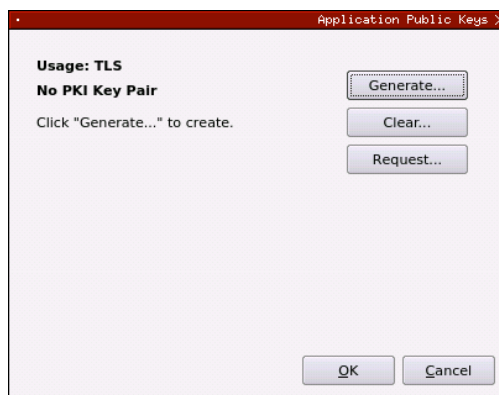 Application Public Keys
Usage: TLS
No PKI Key Pair
Click "Generate..." to create.
Generate...
Clear...
Request...
OK
Cancel